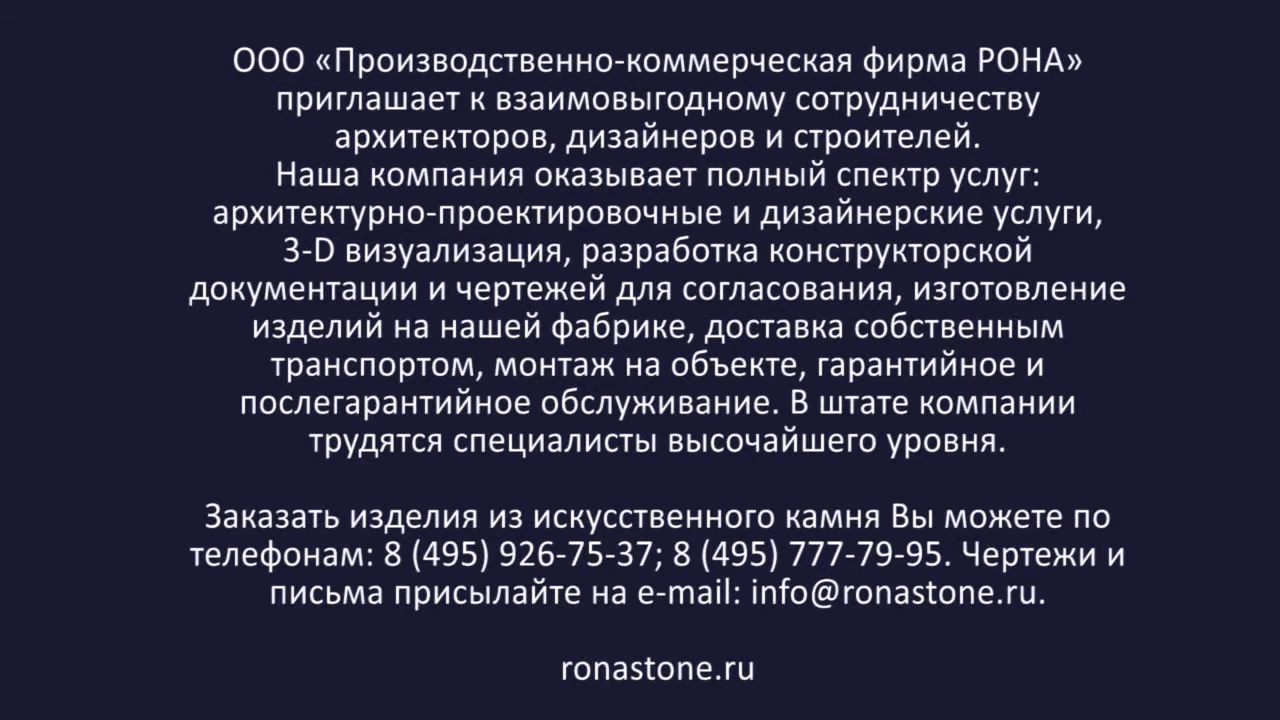 ООО «Производственно-коммерческая фирма РОНА»
приглашает к взаимовыгодному сотрудничеству
архитекторов, дизайнеров и строителей.
Наша компания оказывает полный спектр услуг:
архитектурно-проектировочные и дизайнерские услуги,
3-D визуализация, разработка конструкторской
документации и чертежей для согласования, изготовление
изделий на нашей фабрике, доставка собственным
транспортом, монтаж на объекте, гарантийное и
послегарантийное обслуживание. В штате компании
трудятся специалисты высочайшего уровня.
Заказать изделия из искусственного камня Вы можете по
телефонам: 8 (495) 926-75-37; 8 (495) 777-79-95. Чертежи и
письма присылайте на e-mail: info@ronastone.ru.
ronastone.ru